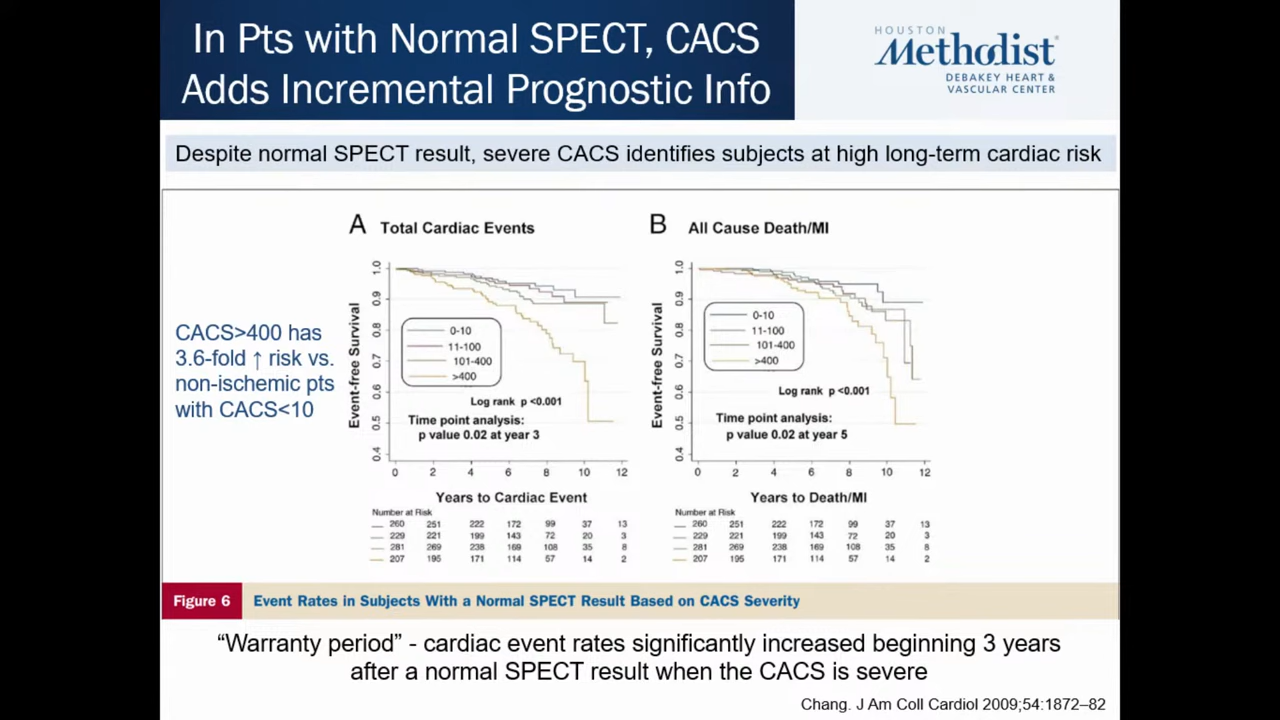 In Pts with Normal SPECT, CACS
Adds Incremental Prognostic Info
HOUSTON
Methodist
DEBAKEY HEART &
VASCULAR CENTER
Despite normal SPECT result, severe CACS identifies subjects at high long-term cardiac risk
CACS>400 has
3.6-fold ↑ risk vs.
non-ischemic pts
with CACS<10
A Total Cardiac Events
Event-free Survival
1.0
0.9
0.8
0.7
0.6
0.5
0.4
0-10
11-100
101-400
>400
Log rank p <0.001
Time point analysis:
p value 0.02 at year 3
0 2 4 6 8 10 12
Years to Cardiac Event
Number at Risk
260 251 222 172 99 37 13
229 221 199 143 72 20 3
281 269 238 169 108 35 8
207 195 171 114 57 14 2
B All Cause Death/MI
Event-free Survival
1.0
0.9
0.8
0.7
0.6
0.5
0.4
0-10
11-100
101-400
>400
Log rank p <0.001
Time point analysis:
p value 0.02 at year 5
0 2 4 6 8 10 12
Years to Death/MI
Number at Risk
260 251 222 172 99 37 13
229 221 199 143 72 20 3
281 269 238 169 108 35 8
207 195 171 114 57 14 2
Figure 6 Event Rates in Subjects With a Normal SPECT Result Based on CACS Severity
“Warranty period” - cardiac event rates significantly increased beginning 3 years
after a normal SPECT result when the CACS is severe
Chang. J Am Coll Cardiol 2009;54:1872–82